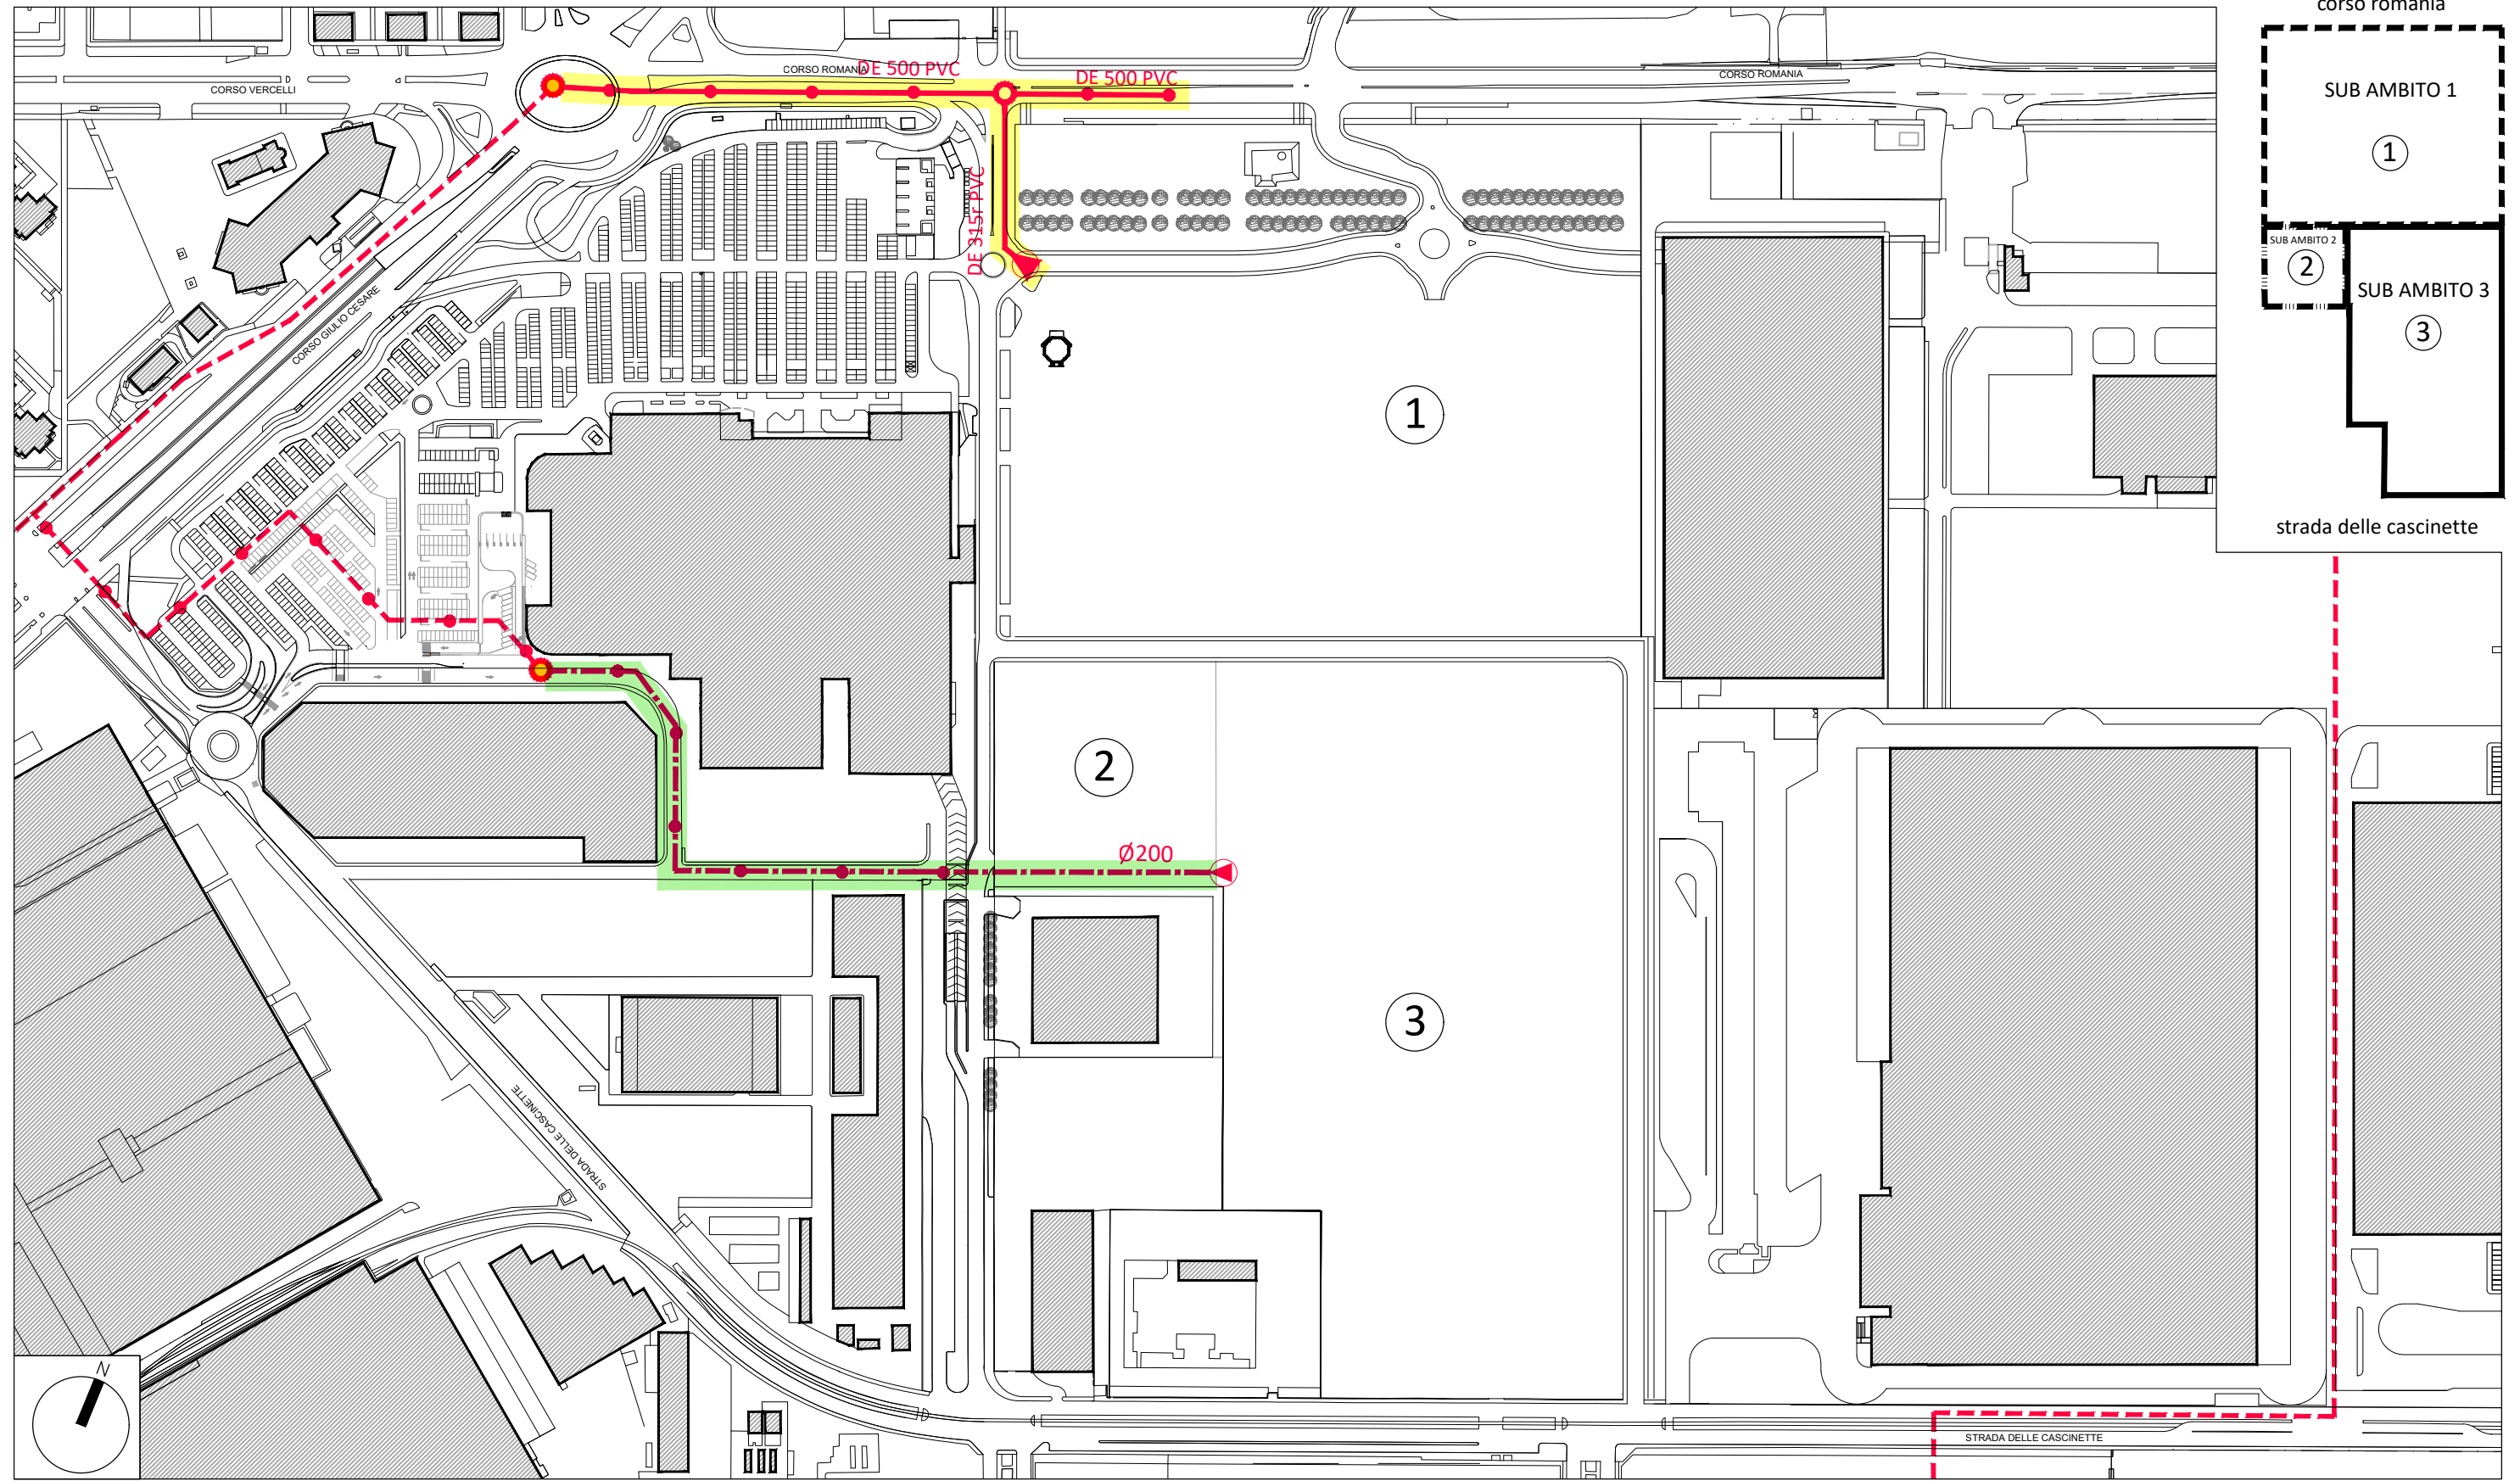 corso romania
CORSO ROMANIA
DE 500 PVC
DE 500 PVC
CORSO ROMANIA
CORSO VERCELLI
SUB AMBITO 1
1
DE 315r PVC
SUB AMBITO 2
2
SUB AMBITO 3
3
CORSO GIULIO CESARE
1
strada delle cascinette
2
Ø200
3
STRADA DELLE CASCINETTE
N
STRADA DELLE CASCINETTE